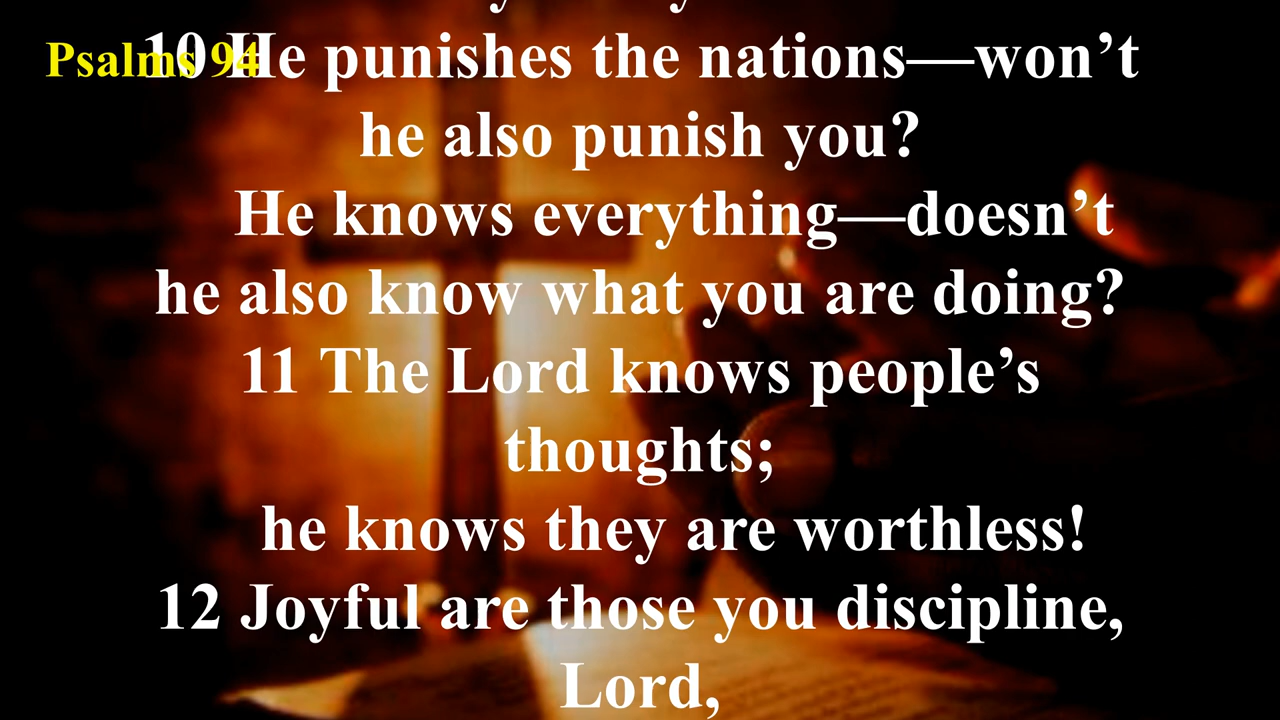 Psalms 94
10 He punishes the nations—won’t
he also punish you?
He knows everything—doesn’t
he also know what you are doing?
11 The Lord knows people’s
thoughts;
he knows they are worthless!
12 Joyful are those you discipline,
Lord,